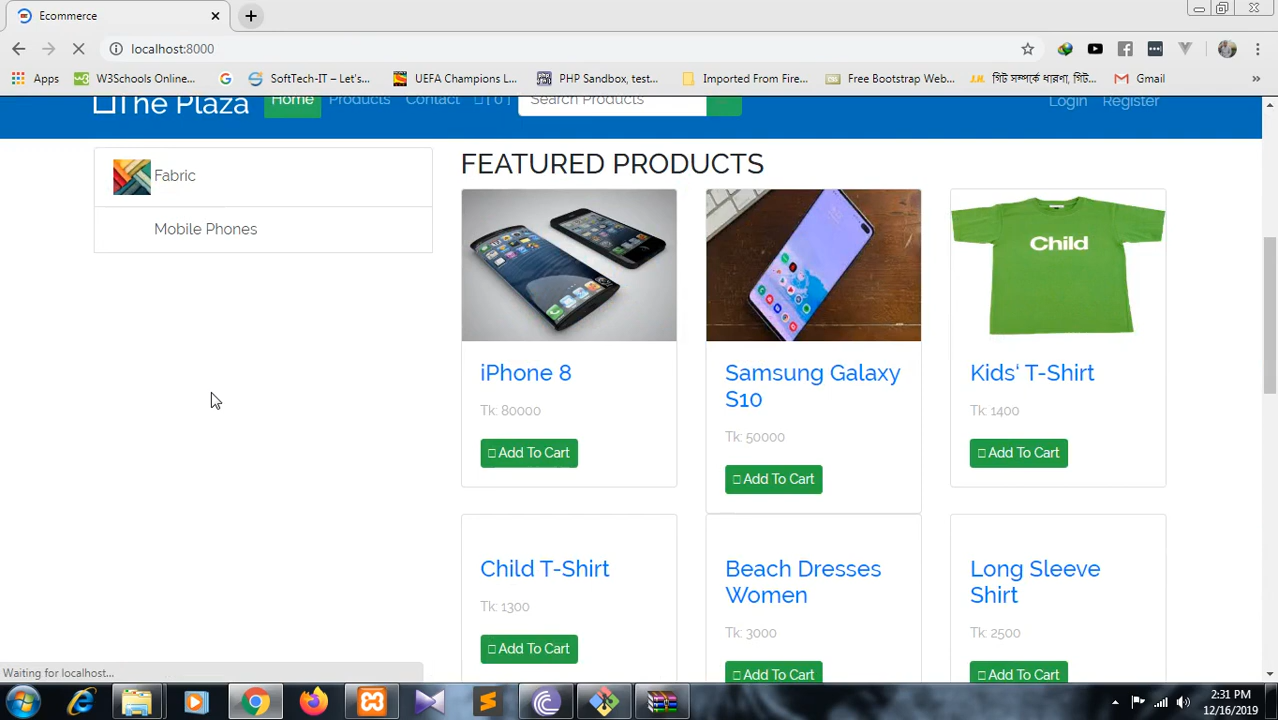 Ecommerce
localhost:8000
Apps W3Schools Online... SoftTech-IT – Let's... UEFA Champions L... PHP Sandbox, test... Imported From Fire... Free Bootstrap Web... গিট সম্পর্কে ধারণা, গিট... Gmail »
The Plaza Home Products Contact [ 0 ] Search Products Login Register
FEATURED PRODUCTS
Fabric
Mobile Phones
Child
iPhone 8
Tk: 80000
Add To Cart
Samsung Galaxy
S10
Tk: 50000
Add To Cart
Kids‘ T-Shirt
Tk: 1400
Add To Cart
Child T-Shirt
Tk: 1300
Add To Cart
Beach Dresses
Women
Tk: 3000
Add To Cart
Long Sleeve
Shirt
Tk: 2500
Add To Cart
Waiting for localhost...
2:31 PM
12/16/2019